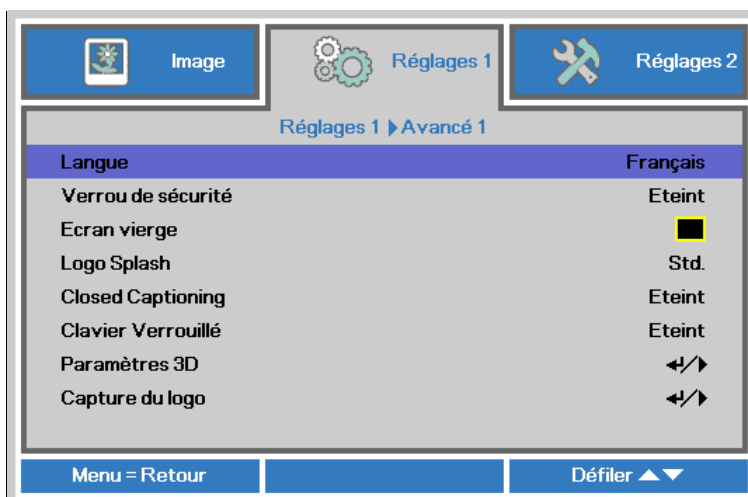 Image
Réglages 1
Réglages 2
Réglages 1 Avancé 1
Langue Français
Verrou de sécurité Eteint
Ecran vierge
Logo Splash Std.
Closed Captioning Eteint
Clavier Verrouillé Eteint
Paramètres 3D
Capture du logo
Menu = Retour
Défiler